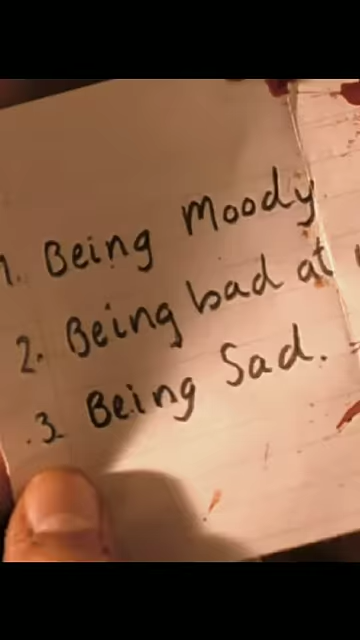 1. Being Moody
2. Being bad at
3. Being Sad.